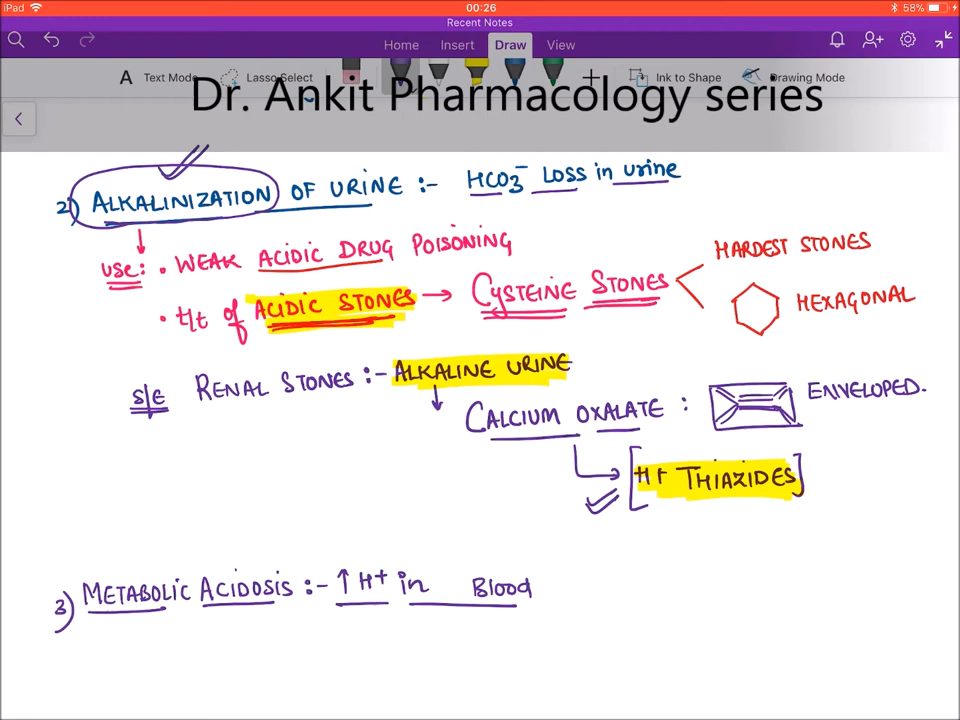 iPad 00:26 58%
Recent Notes
Home Insert Draw View
A Text Mode Lasso Select Ink to Shape Drawing Mode
Dr. Ankit Pharmacology series
2) ALKALINIZATION OF URINE :- HCO3- LOSS in urine
USE: • WEAK ACIDIC DRUG POISONING
• t/t of ACIDIC STONES → CYSTEINE STONES
HARDEST STONES
HEXAGONAL
S/E RENAL STONES :- ALKALINE URINE
CALCIUM OXALATE : ENVELOPED.
THIAZIDES
3) METABOLIC ACIDOSIS :- ↑ H+ in Blood